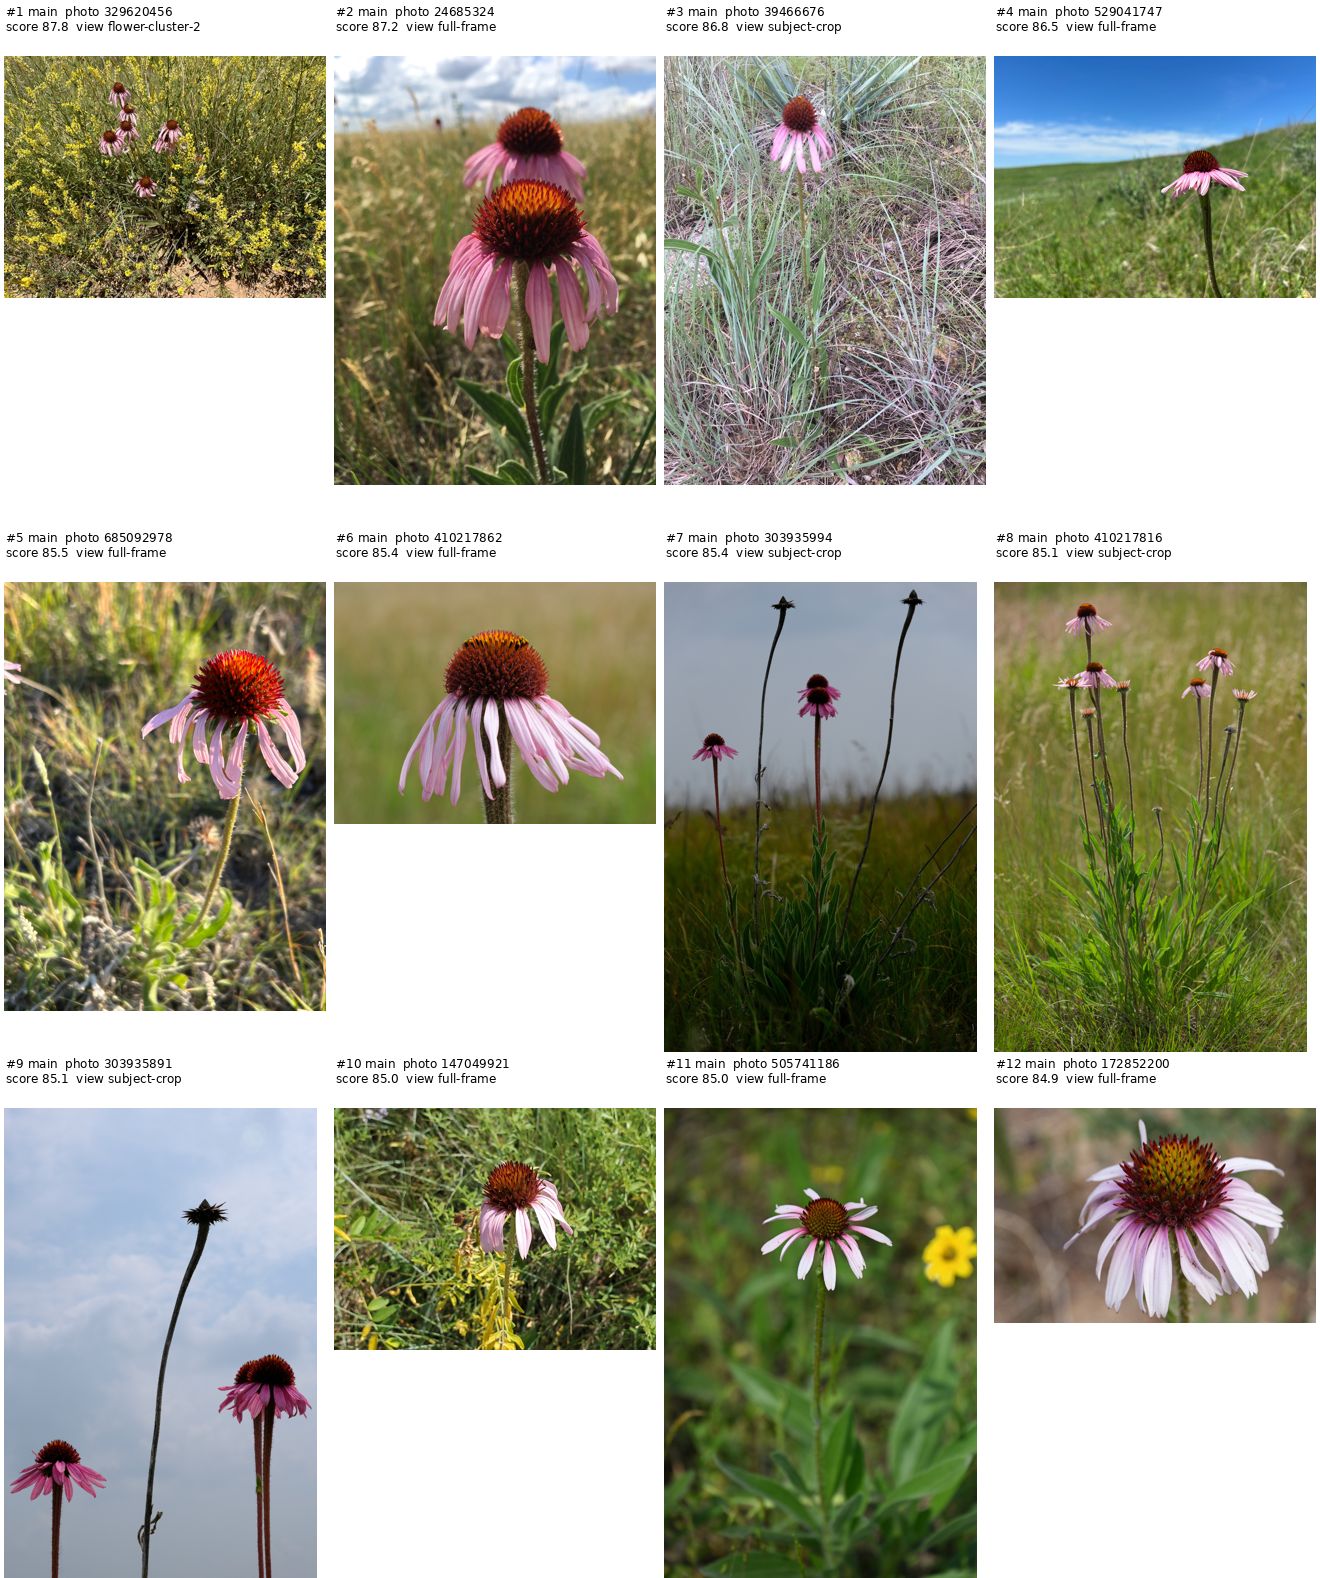 #1 main  photo 329620456
score 87.8  view flower-cluster-2
#2 main  photo 24685324
score 87.2  view full-frame
#3 main  photo 39466676
score 86.8  view subject-crop
#4 main  photo 529041747
score 86.5  view full-frame
#5 main  photo 685092978
score 85.5  view full-frame
#6 main  photo 410217862
score 85.4  view full-frame
#7 main  photo 303935994
score 85.4  view subject-crop
#8 main  photo 410217816
score 85.1  view subject-crop
#9 main  photo 303935891
score 85.1  view subject-crop
#10 main  photo 147049921
score 85.0  view full-frame
#11 main  photo 505741186
score 85.0  view full-frame
#12 main  photo 172852200
score 84.9  view full-frame